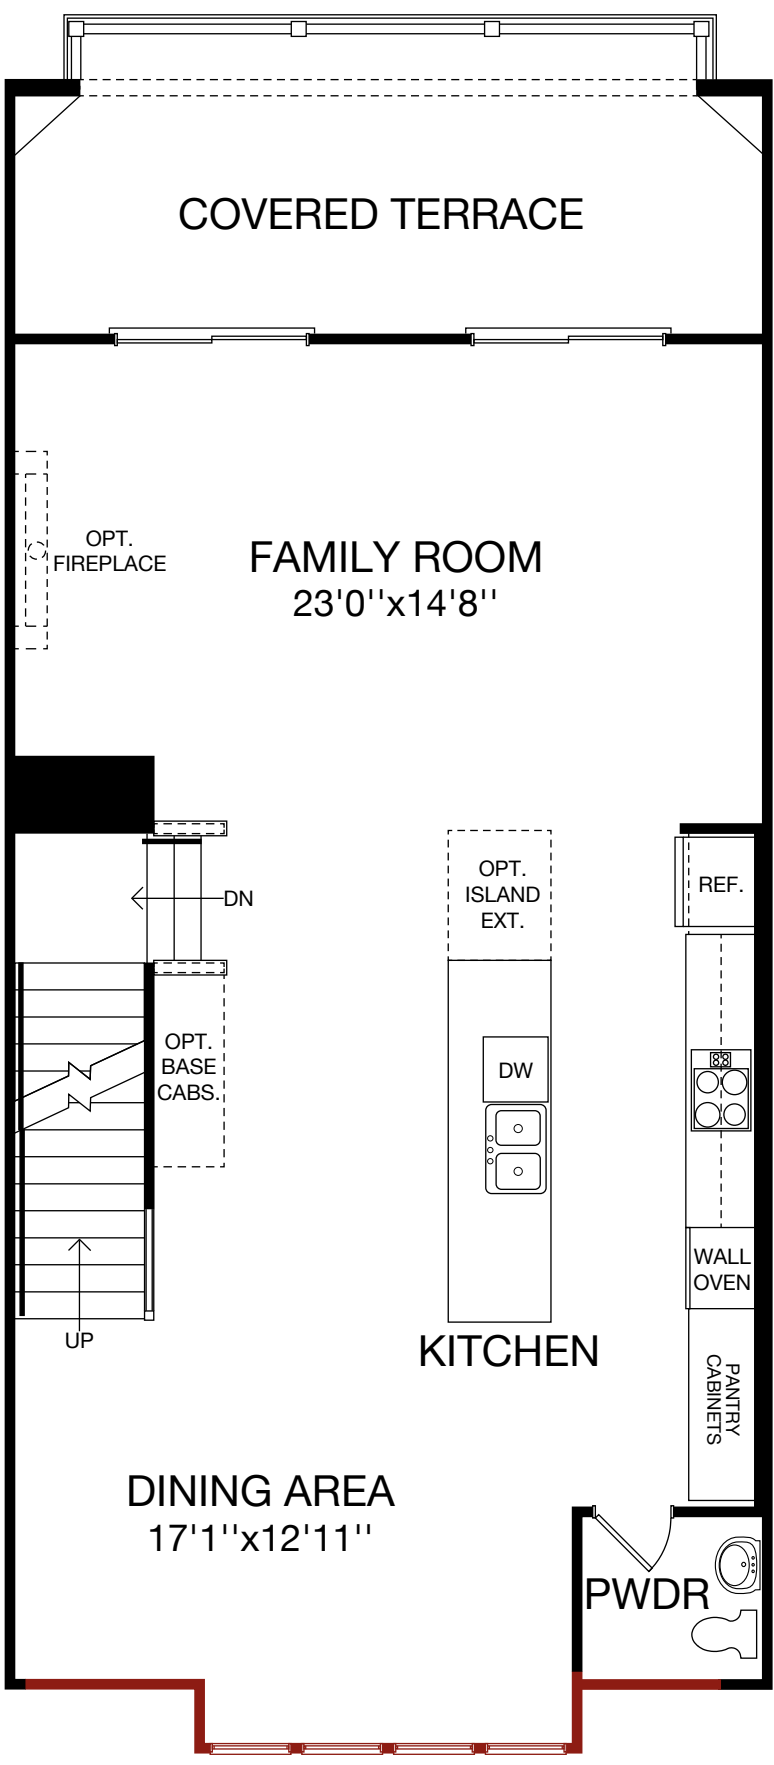 COVERED TERRACE
OPT.
FIREPLACE
FAMILY ROOM
23'0''x14'8''
OPT.
ISLAND
EXT.
REF.
DN
OPT.
BASE
CABS.
DW
WALL
OVEN
UP
KITCHEN
PANTRY
CABINETS
DINING AREA
17'1''x12'11''
PWDR